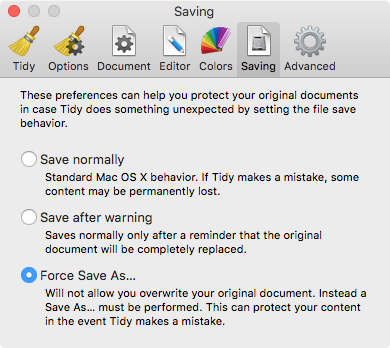 Saving
Tidy Options Document Editor Colors Saving Advanced
These preferences can help you protect your original documents
in case Tidy does something unexpected by setting the file save
behavior.
Save normally
Standard Mac OS X behavior. If Tidy makes a mistake, some
content may be permanently lost.
Save after warning
Saves normally only after a reminder that the original
document will be completely replaced.
Force Save As...
Will not allow you overwrite your original document. Instead a
Save As... must be performed. This can protect your content
in the event Tidy makes a mistake.